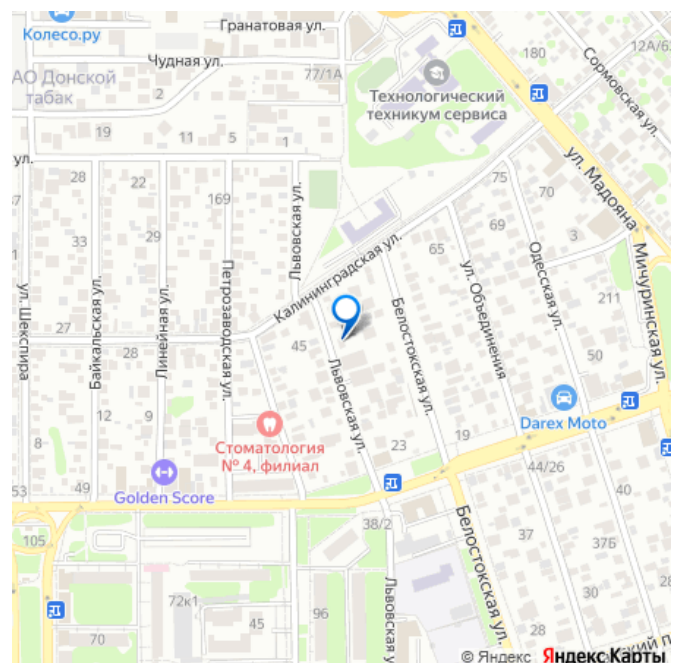 Колесо.ру
Гранатовая ул.
Чудная ул.
АО Донской
табак
77/1А
Технологический
техникум сервиса
180
12А/6
Сормовская ул.
ул. Мадояна
Мичуринская ул.
2
19
11
5
1
ул.
28
22
169
Львовская ул.
75
70
69
3
37
33
29
65
Калининградская ул.
Петрозаводская ул.
Белостокская ул.
ул. Объединения
Одесская ул.
211
ул. Шекспира
Байкальская ул.
Линейная ул.
27
28
45
Львовская ул.
50
12
9
8
Darex Moto
Стоматология
№ 4, филиал
23
19
Golden Score
53
49
44/26
40
38/2
105
37
37Б
Белостокская ул.
72к1
96
45
70
Львовская у
30
28
28
© Яндекс Яндекс Карты